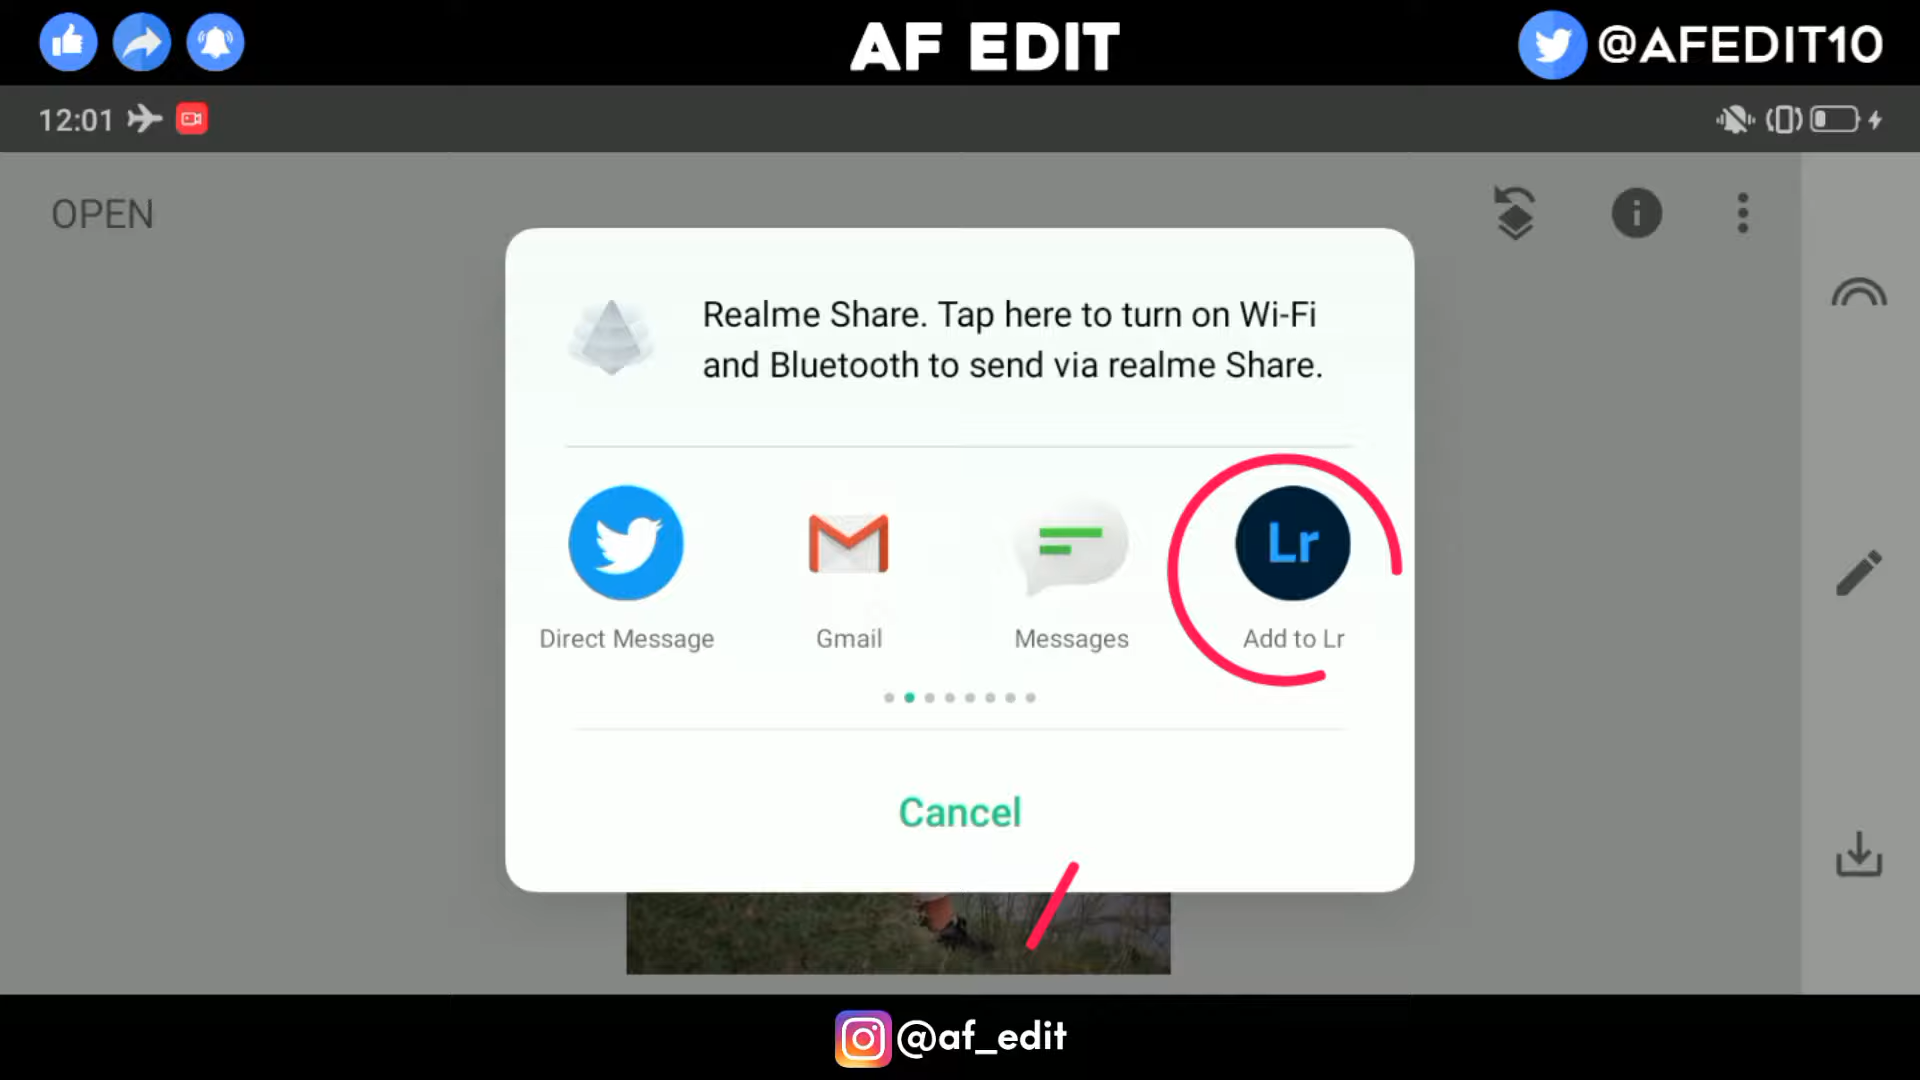 AF EDIT
@AFEDIT10
12:01
OPEN
Realme Share. Tap here to turn on Wi-Fi
and Bluetooth to send via realme Share.
Lr
Direct Message
Gmail
Messages
Add to Lr
Cancel
@af_edit